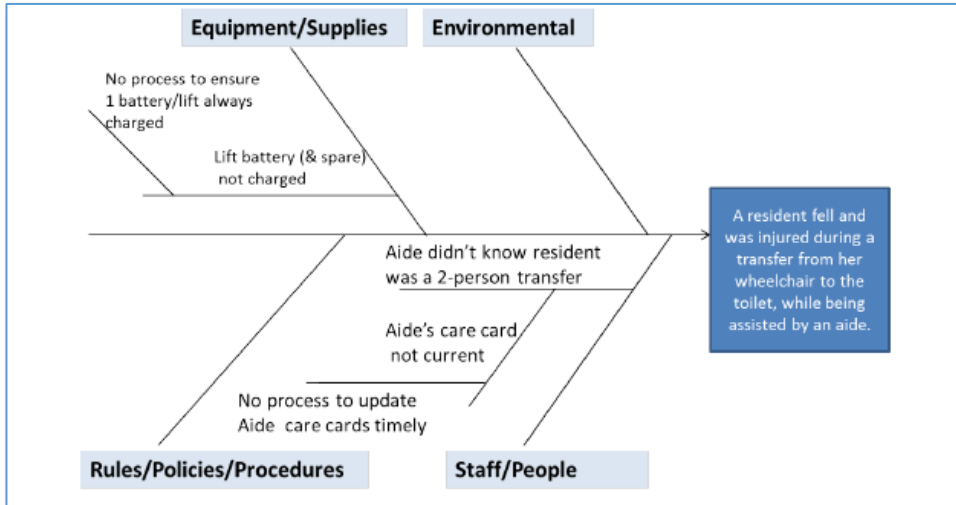 Equipment/Supplies
Environmental
No process to ensure
1 battery/lift always
charged
Lift battery (& spare)
not charged
A resident fell and
was injured during a
transfer from her
wheelchair to the
toilet, while being
assisted by an aide.
Aide didn't know resident
was a 2-person transfer
Aide's care card
not current
No process to update
Aide care cards timely
Rules/Policies/Procedures
Staff/People